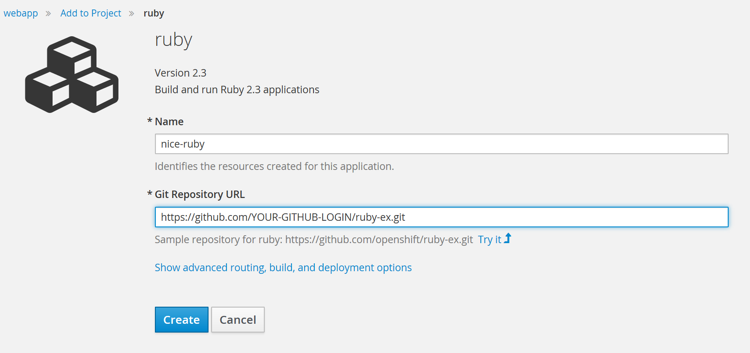 webapp » Add to Project » ruby
ruby
Version 2.3
Build and run Ruby 2.3 applications
* Name
nice-ruby
Identifies the resources created for this application.
* Git Repository URL
https://github.com/YOUR-GITHUB-LOGIN/ruby-ex.git
Sample repository for ruby: https://github.com/openshift/ruby-ex.git Try it
Show advanced routing, build, and deployment options
Create Cancel